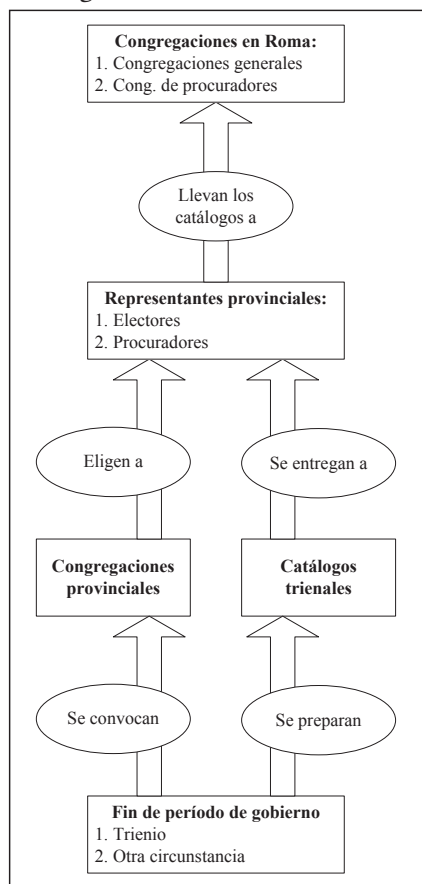 Congregaciones en Roma:
1. Congregaciones generales
2. Cong. de procuradores
Llevan los
catálogos a
Representantes provinciales:
1. Electores
2. Procuradores
Eligen a
Se entregan a
Congregaciones
provinciales
Catálogos
trienales
Se convocan
Se preparan
Fin de período de gobierno
1. Trienio
2. Otra circunstancia